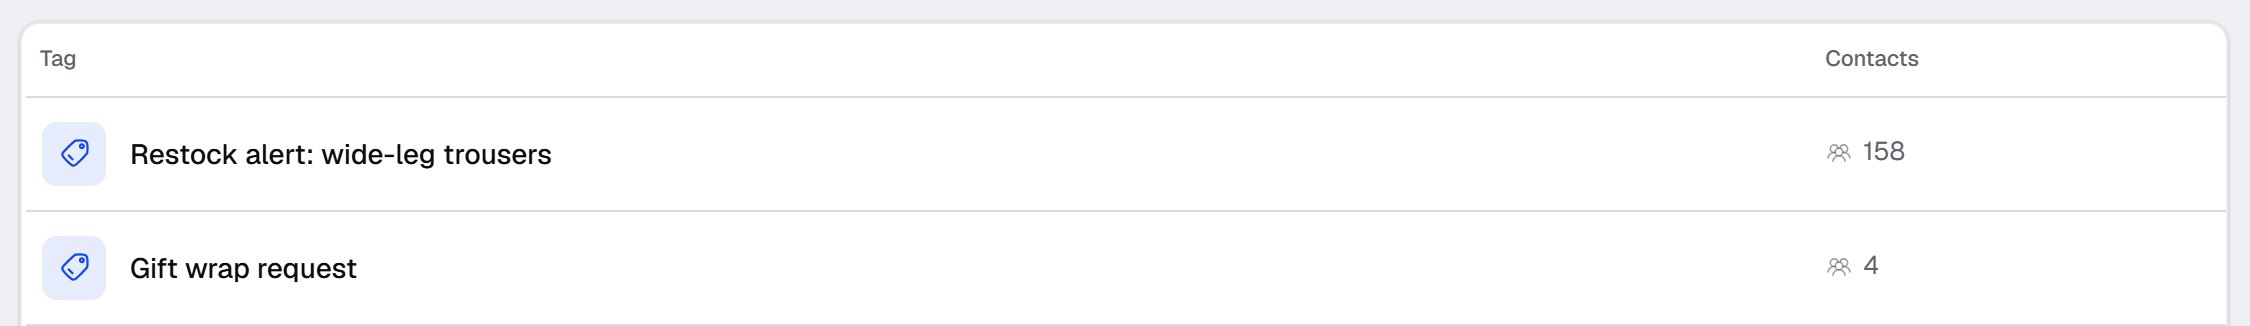 Tag Contacts
Restock alert: wide-leg trousers 158
Gift wrap request 4